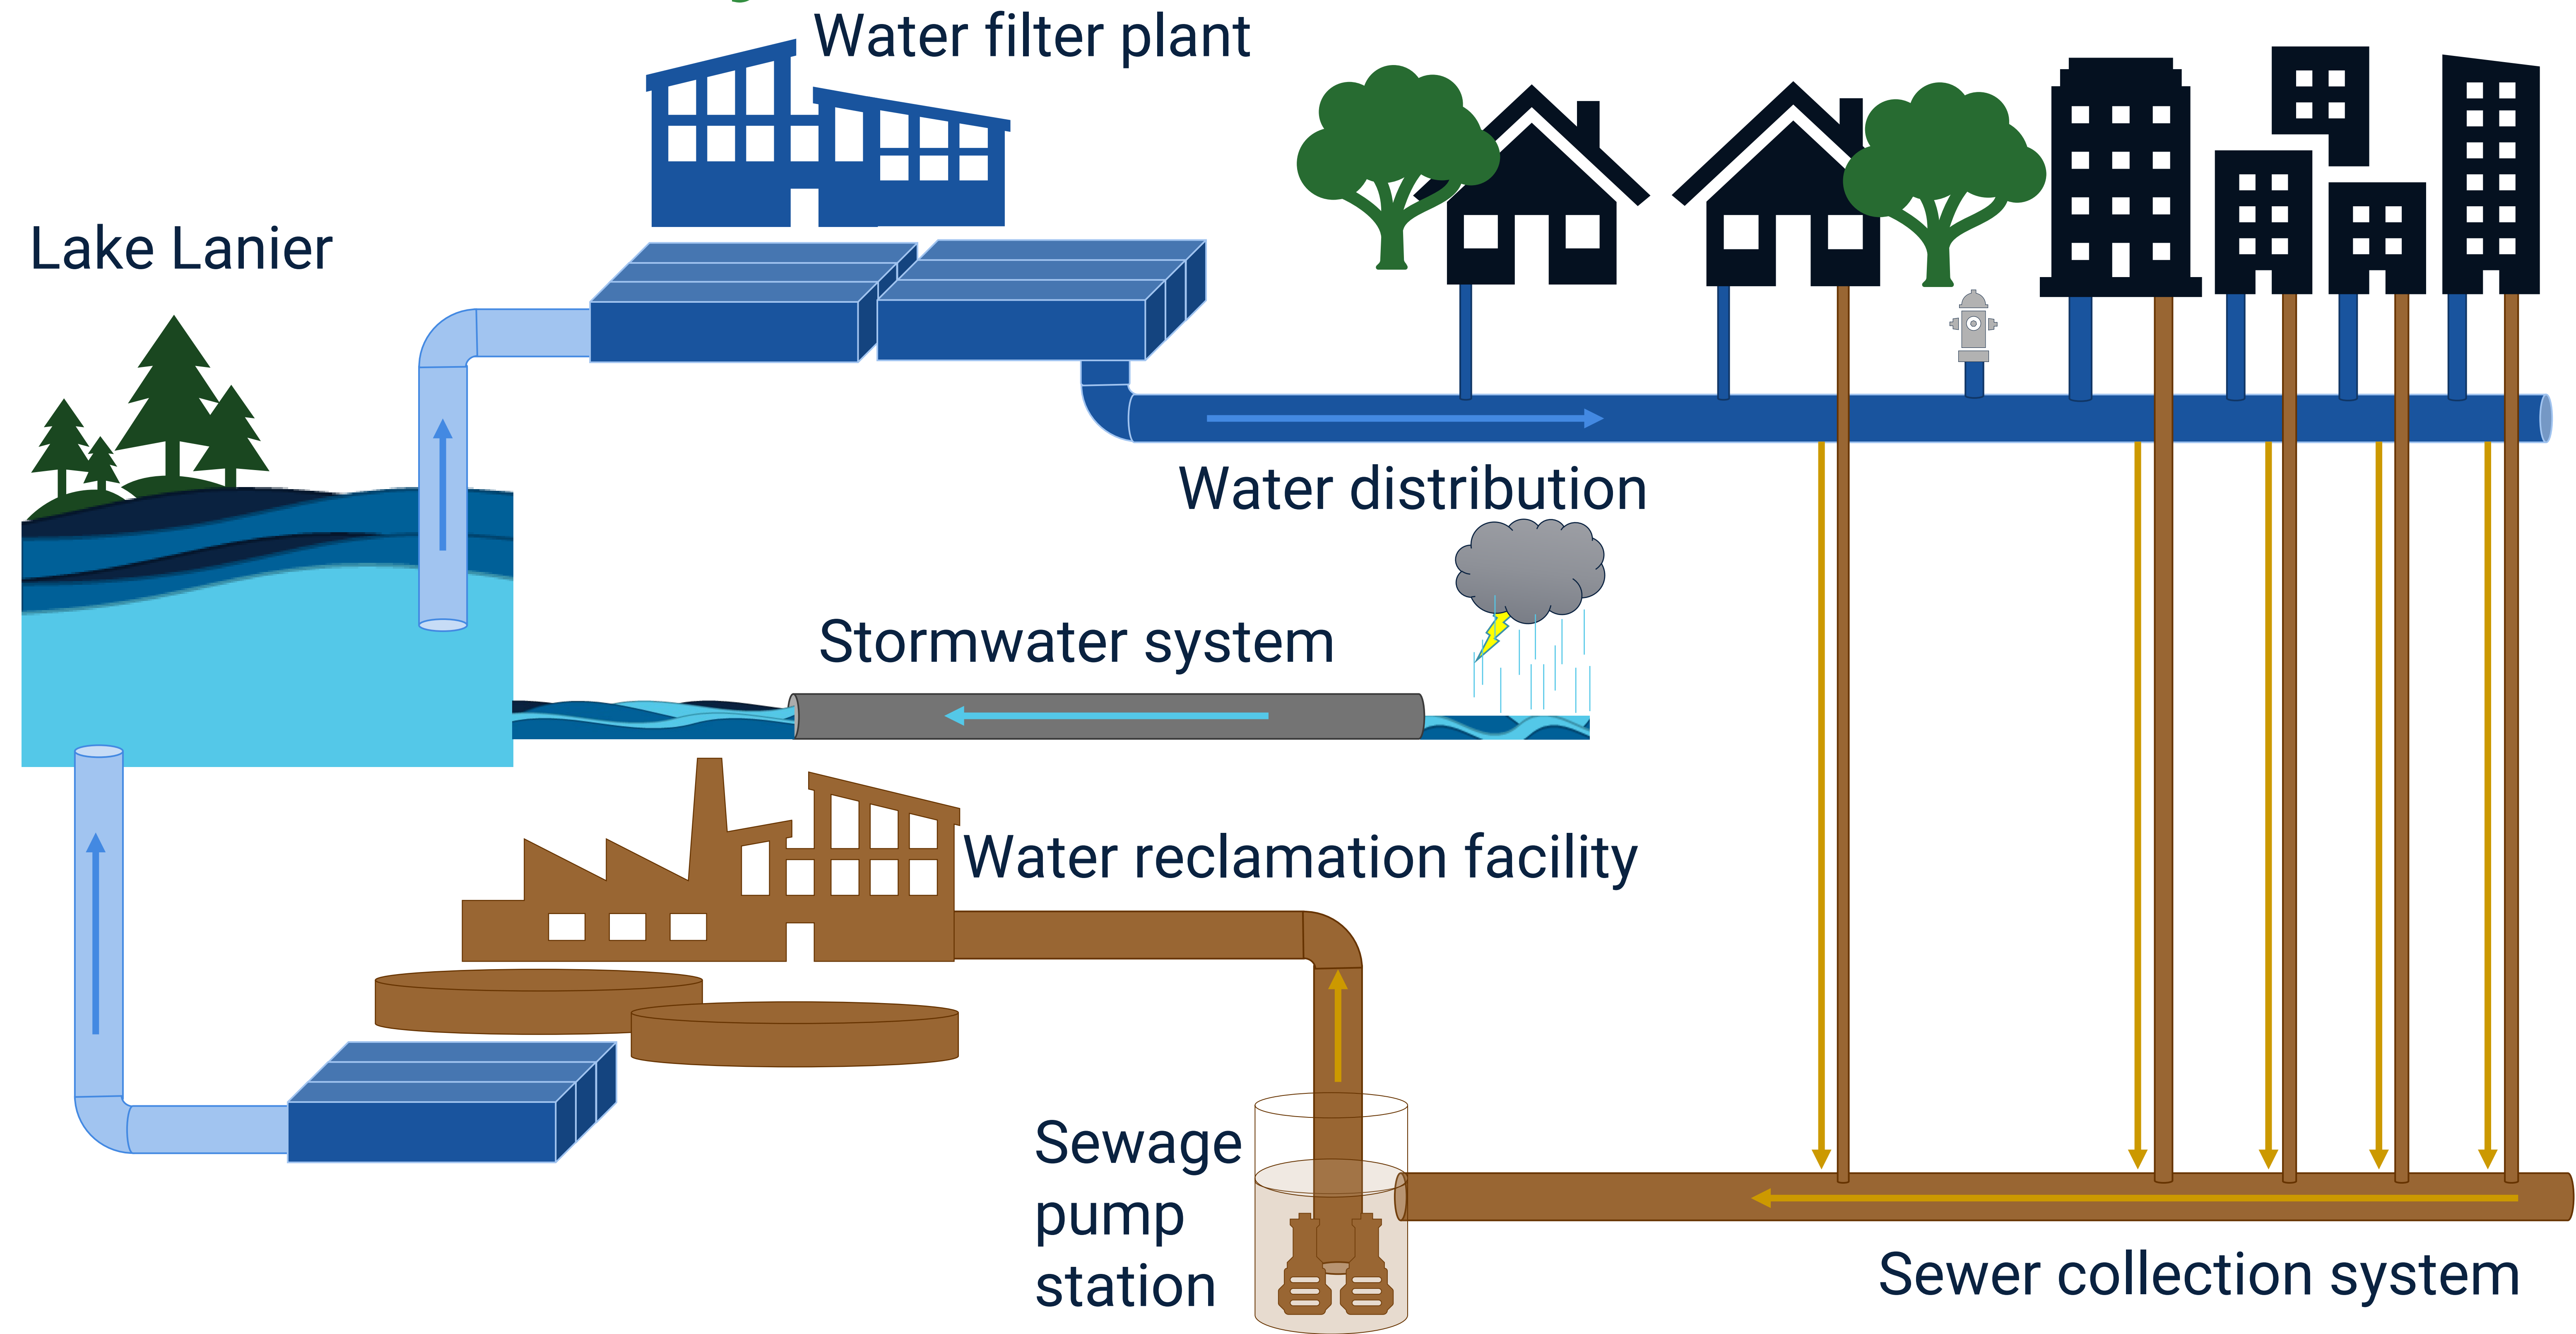 Water filter plant
Lake Lanier
Water distribution
Stormwater system
Water reclamation facility
Sewage
pump
station
Sewer collection system